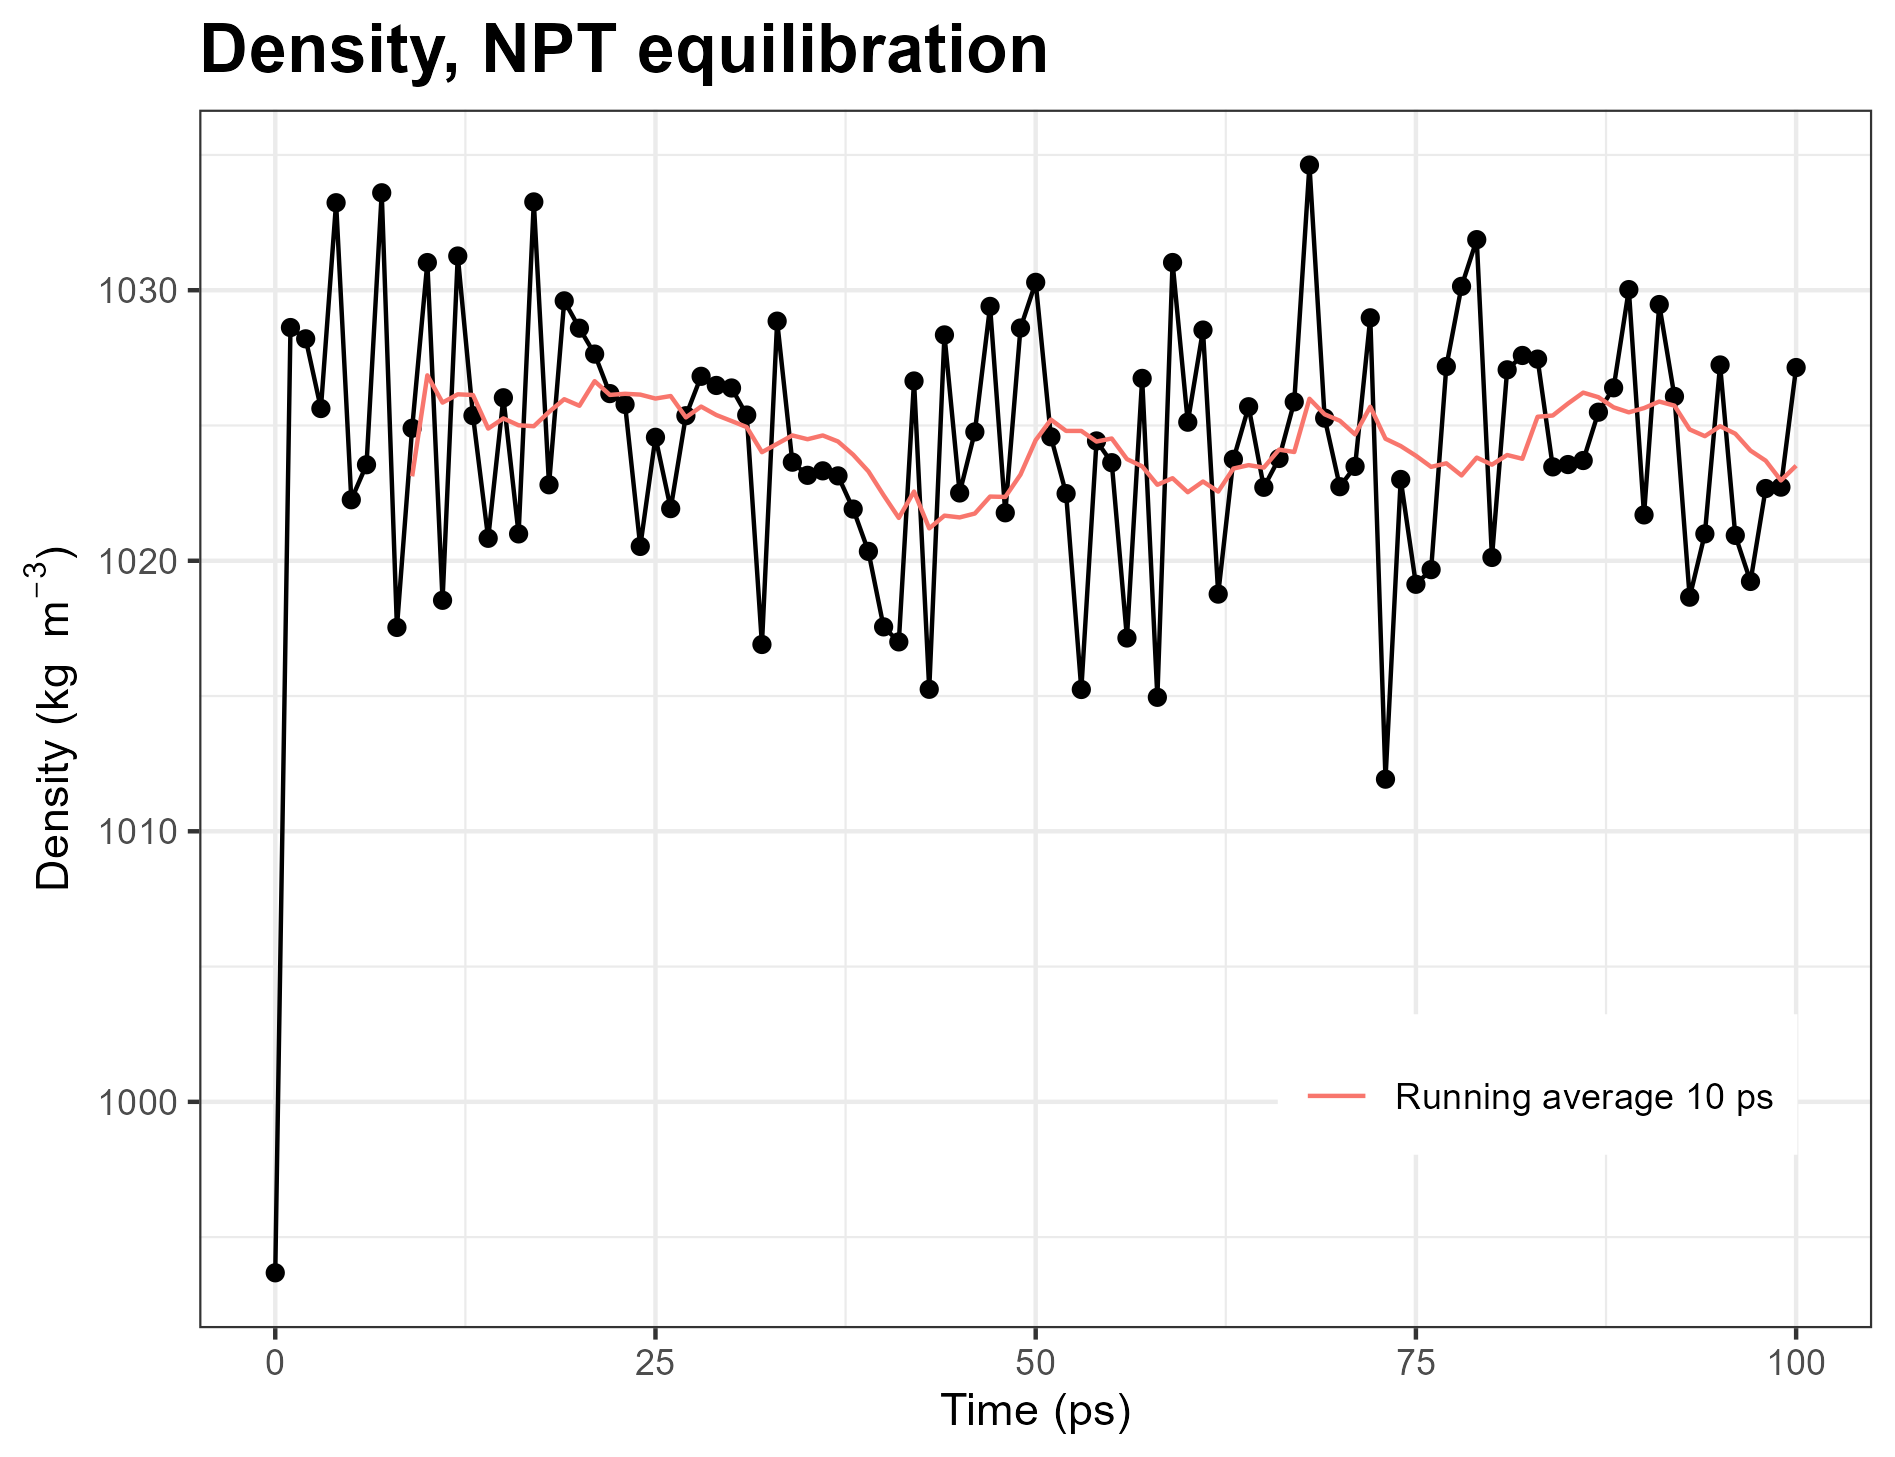 Density, NPT equilibration
1030
1020
1010
1000
Density (kg m⁻³)
Running average 10 ps
0 25 50 75 100
Time (ps)